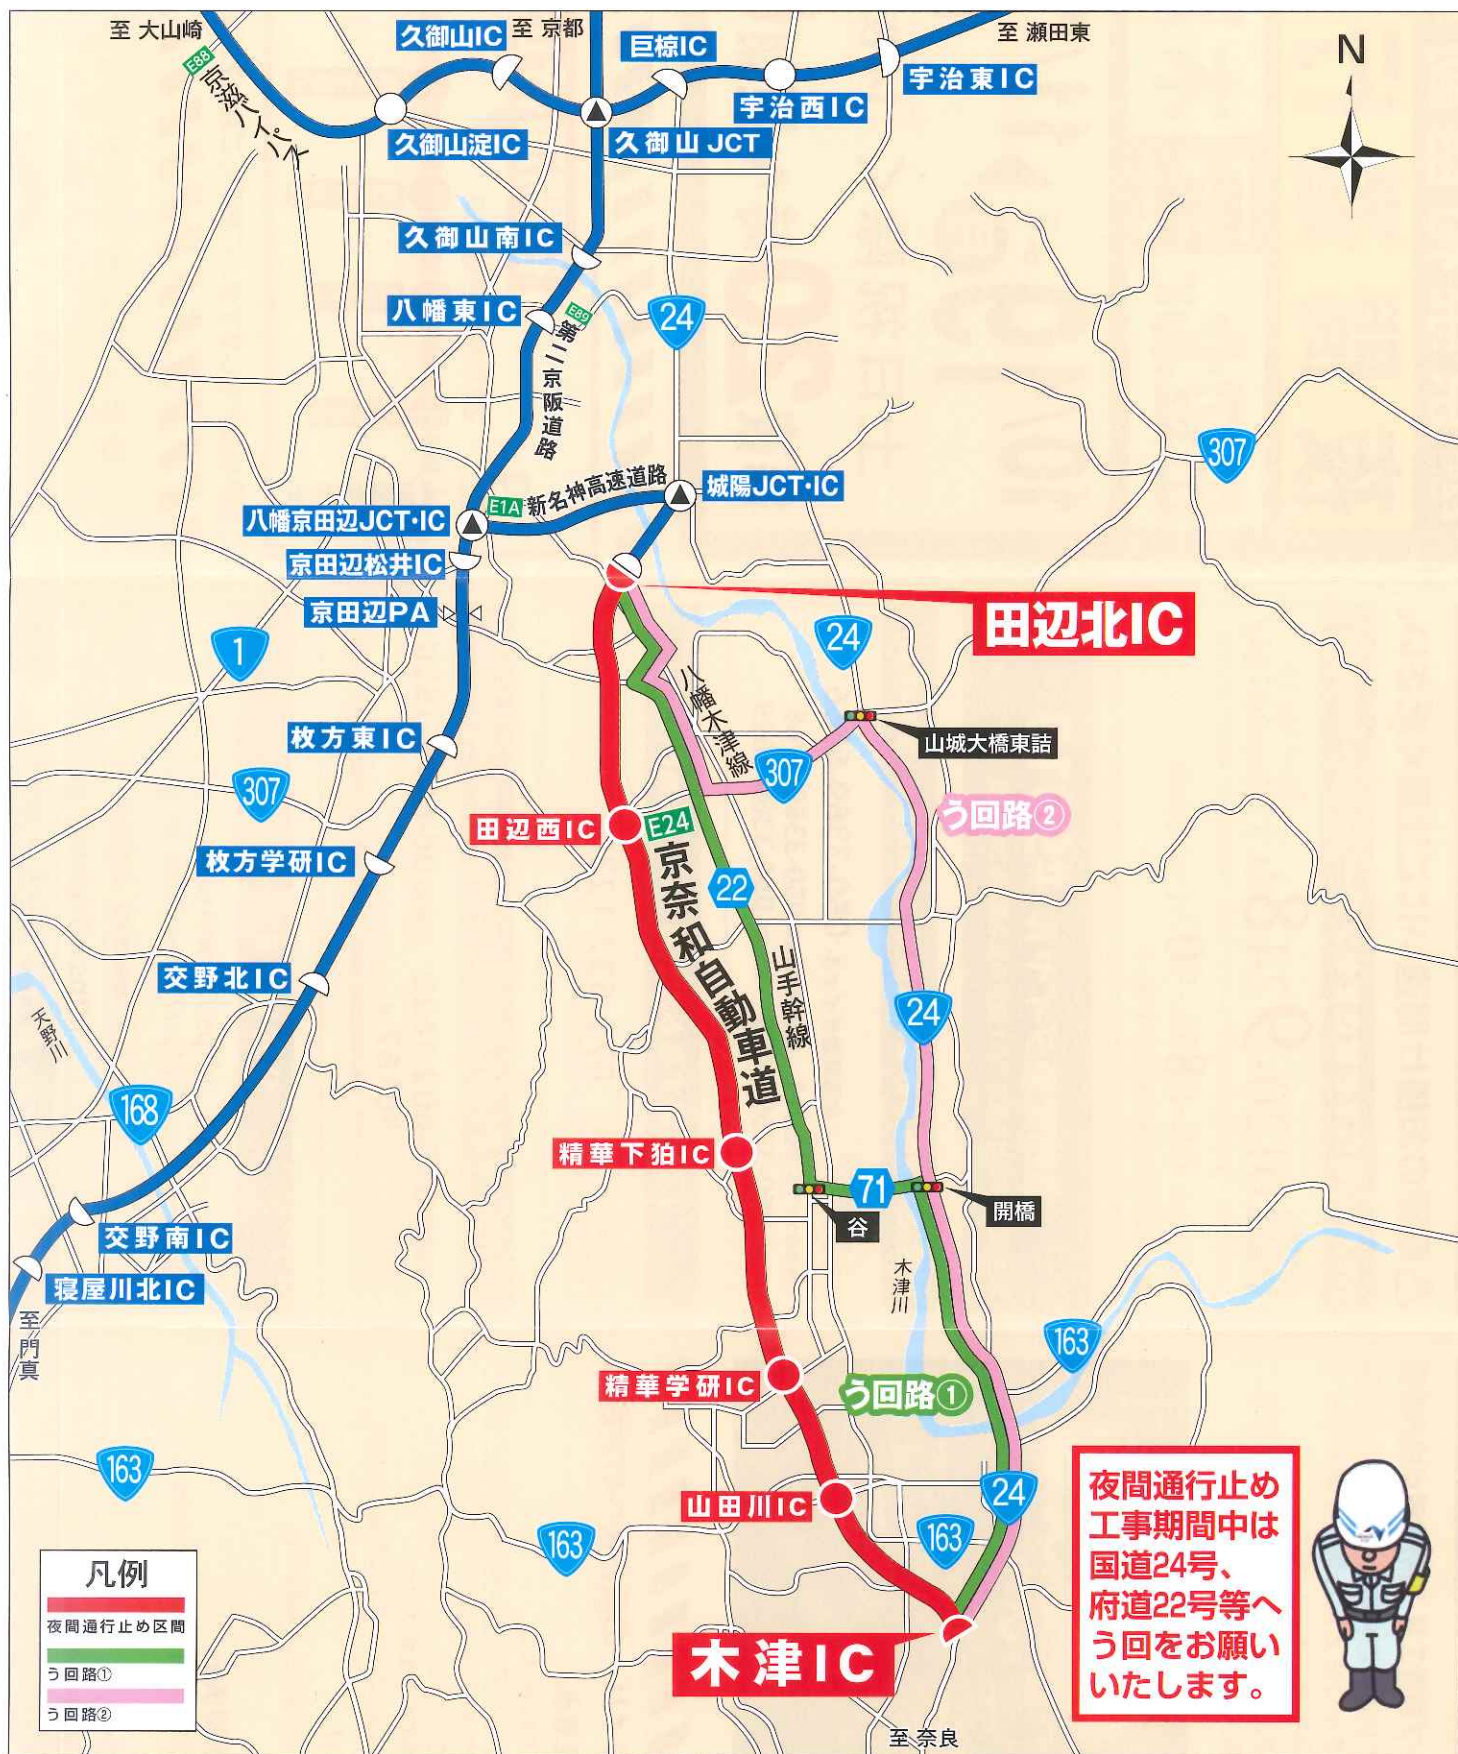 至 大山崎
久御山IC
至 京都
巨椋IC
至 瀬田東
N
E88
京滋バイパス
久御山淀IC
久御山JCT
宇治西IC
宇治東IC
久御山南IC
八幡東IC
E89
第二京阪道路
24
307
E1A
新名神高速道路
城陽JCT・IC
八幡京田辺JCT・IC
京田辺松井IC
京田辺PA
田辺北IC
1
24
八幡木津線
枚方東IC
山城大橋東詰
307
307
う回路②
田辺西IC
E24
京奈和自動車道
枚方学研IC
22
山手幹線
交野北IC
24
天野川
168
精華下狛IC
71
開橋
谷
交野南IC
寝屋川北IC
木津川
至 門真
163
精華学研IC
う回路①
163
24
山田川IC
163
163
夜間通行止め
工事期間中は
国道24号、
府道22号等へ
う回をお願い
いたします。
凡例
夜間通行止め区間
う回路①
う回路②
木津IC
至 奈良